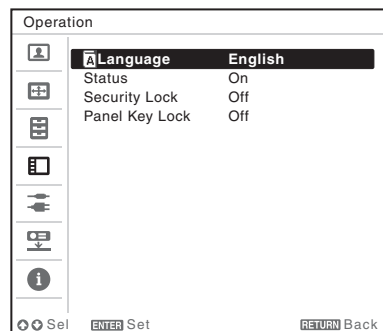 Operation
A Language English
Status On
Security Lock Off
Panel Key Lock Off
Sel ENTER Set RETURN Back